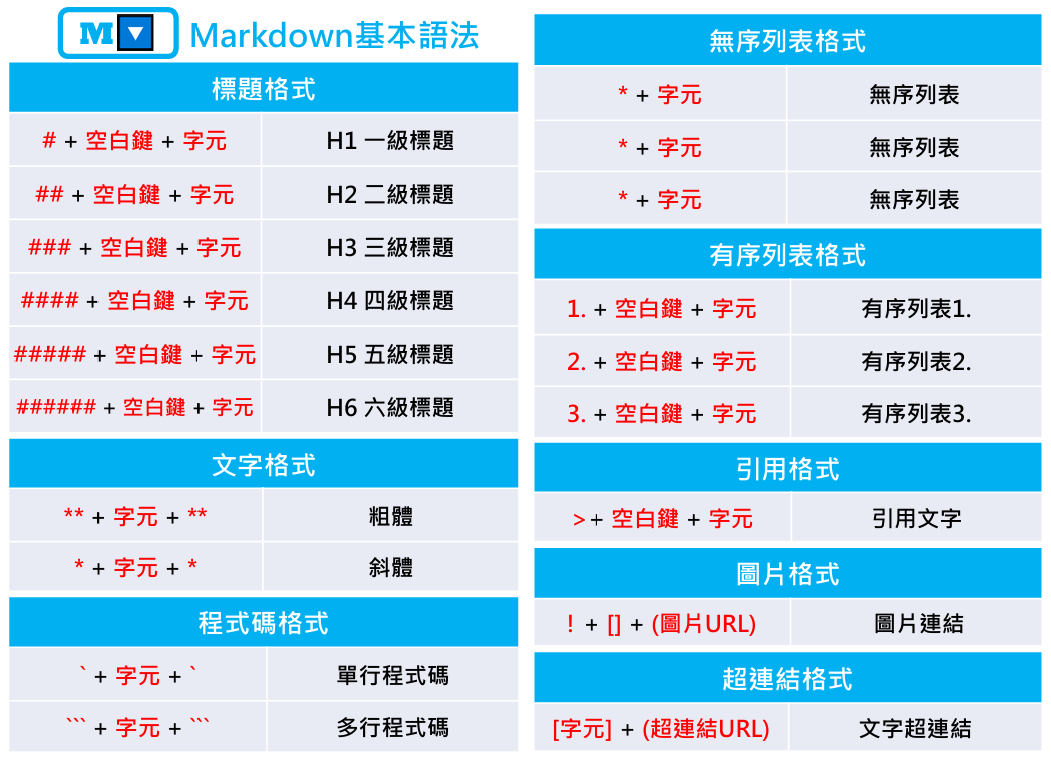 M Markdown基本語法
標題格式
# + 空白鍵 + 字元 H1 一級標題
## + 空白鍵 + 字元 H2 二級標題
### + 空白鍵 + 字元 H3 三級標題
#### + 空白鍵 + 字元 H4 四級標題
##### + 空白鍵 + 字元 H5 五級標題
###### + 空白鍵 + 字元 H6 六級標題
文字格式
** + 字元 + ** 粗體
* + 字元 + * 斜體
程式碼格式
` + 字元 + ` 單行程式碼
``` + 字元 + ``` 多行程式碼
無序列表格式
* + 字元 無序列表
* + 字元 無序列表
* + 字元 無序列表
有序列表格式
1. + 空白鍵 + 字元 有序列表1.
2. + 空白鍵 + 字元 有序列表2.
3. + 空白鍵 + 字元 有序列表3.
引用格式
> + 空白鍵 + 字元 引用文字
圖片格式
! + [] + (圖片URL) 圖片連結
超連結格式
[字元] + (超連結URL) 文字超連結